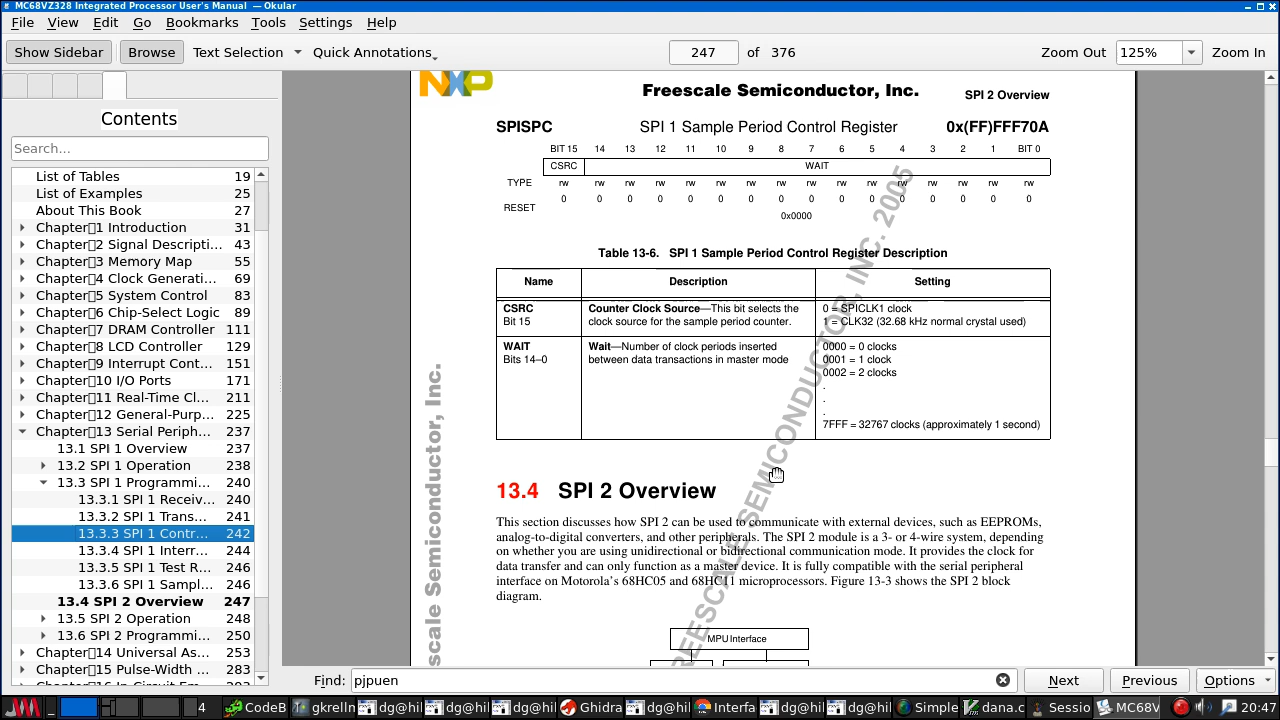 MC68VZ328 Integrated Processor User's Manual — Okular
File View Edit Go Bookmarks Tools Settings Help
Show Sidebar Browse Text Selection Quick Annotations 247 of 376 Zoom Out 125% Zoom In
Contents
Search...
List of Tables 19
List of Examples 25
About This Book 27
Chapter 1 Introduction 31
Chapter 2 Signal Descripti... 43
Chapter 3 Memory Map 55
Chapter 4 Clock Generati... 69
Chapter 5 System Control 83
Chapter 6 Chip-Select Logic 89
Chapter 7 DRAM Controller 111
Chapter 8 LCD Controller 129
Chapter 9 Interrupt Cont... 151
Chapter 10 I/O Ports 171
Chapter 11 Real-Time Cl... 211
Chapter 12 General-Purp... 225
Chapter 13 Serial Periph... 237
13.1 SPI 1 Overview 237
13.2 SPI 1 Operation 238
13.3 SPI 1 Programmi... 240
13.3.1 SPI 1 Receiv... 240
13.3.2 SPI 1 Trans... 241
13.3.3 SPI 1 Contr... 242
13.3.4 SPI 1 Interr... 244
13.3.5 SPI 1 Test R... 246
13.3.6 SPI 1 Sampl... 246
13.4 SPI 2 Overview 247
13.5 SPI 2 Operation 248
13.6 SPI 2 Programmi... 250
Chapter 14 Universal As... 253
Chapter 15 Pulse-Width ... 283
NXP
Freescale Semiconductor, Inc.
SPI 2 Overview
SPISPC SPI 1 Sample Period Control Register 0x(FF)FFF70A
BIT 15 14 13 12 11 10 9 8 7 6 5 4 3 2 1 BIT 0
CSRC WAIT
TYPE rw rw rw rw rw rw rw rw rw rw rw rw rw rw rw rw
0 0 0 0 0 0 0 0 0 0 0 0 0 0 0 0
RESET
0x0000
Table 13-6. SPI 1 Sample Period Control Register Description
Name Description Setting
CSRC Counter Clock Source—This bit selects the 0 = SPICLK1 clock
Bit 15 clock source for the sample period counter. 1 = CLK32 (32.68 kHz normal crystal used)
WAIT Wait—Number of clock periods inserted 0000 = 0 clocks
Bits 14–0 between data transactions in master mode 0001 = 1 clock
0002 = 2 clocks
.
.
.
7FFF = 32767 clocks (approximately 1 second)
13.4 SPI 2 Overview
This section discusses how SPI 2 can be used to communicate with external devices, such as EEPROMs,
analog-to-digital converters, and other peripherals. The SPI 2 module is a 3- or 4-wire system, depending
on whether you are using unidirectional or bidirectional communication mode. It provides the clock for
data transfer and can only function as a master device. It is fully compatible with the serial peripheral
interface on Motorola's 68HC05 and 68HC11 microprocessors. Figure 13-3 shows the SPI 2 block
diagram.
MPU Interface
scale Semiconductor, Inc.
FREESCALE SEMICONDUCTOR, INC. 2005
Find: pjpuen Next Previous Options
4 CodeB gkrelln dg@hil dg@hil dg@hil Ghidra dg@hil Interfa dg@hil dg@hil Simple dana.c Sessio MC68V 20:47